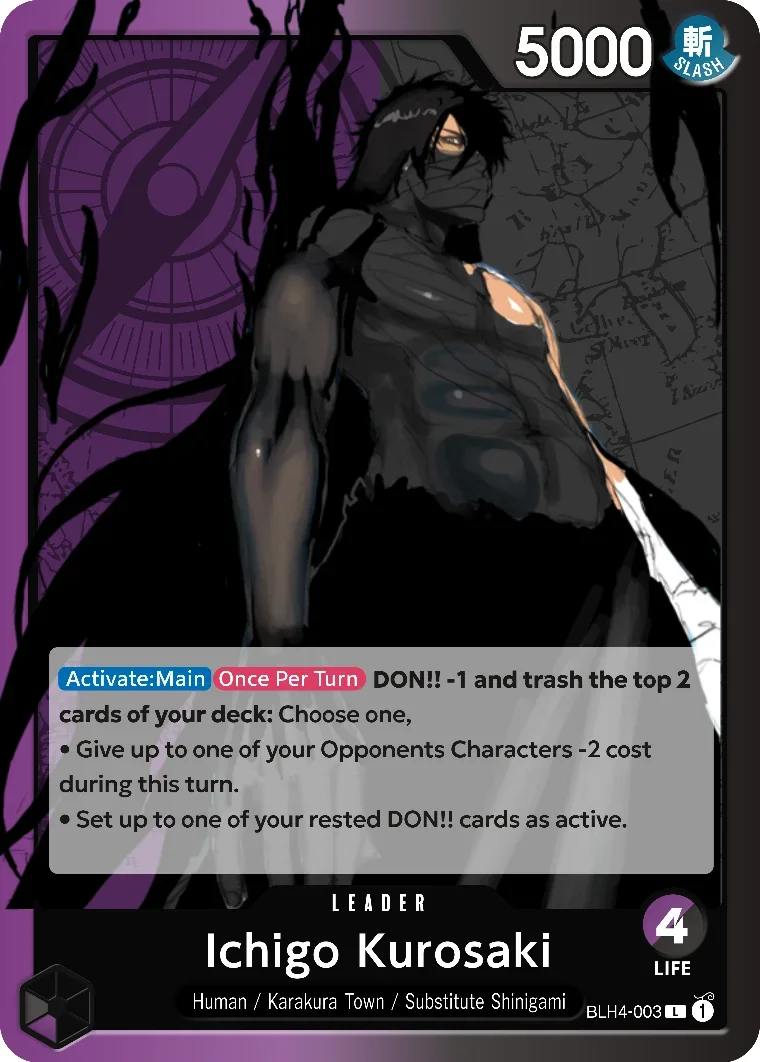 5000
斬
SLASH
Activate:Main Once Per Turn DON!! -1 and trash the top 2
cards of your deck: Choose one,
• Give up to one of your Opponents Characters -2 cost
during this turn.
• Set up to one of your rested DON!! cards as active.
LEADER
Ichigo Kurosaki
4
LIFE
Human / Karakura Town / Substitute Shinigami
BLH4-003 L 1